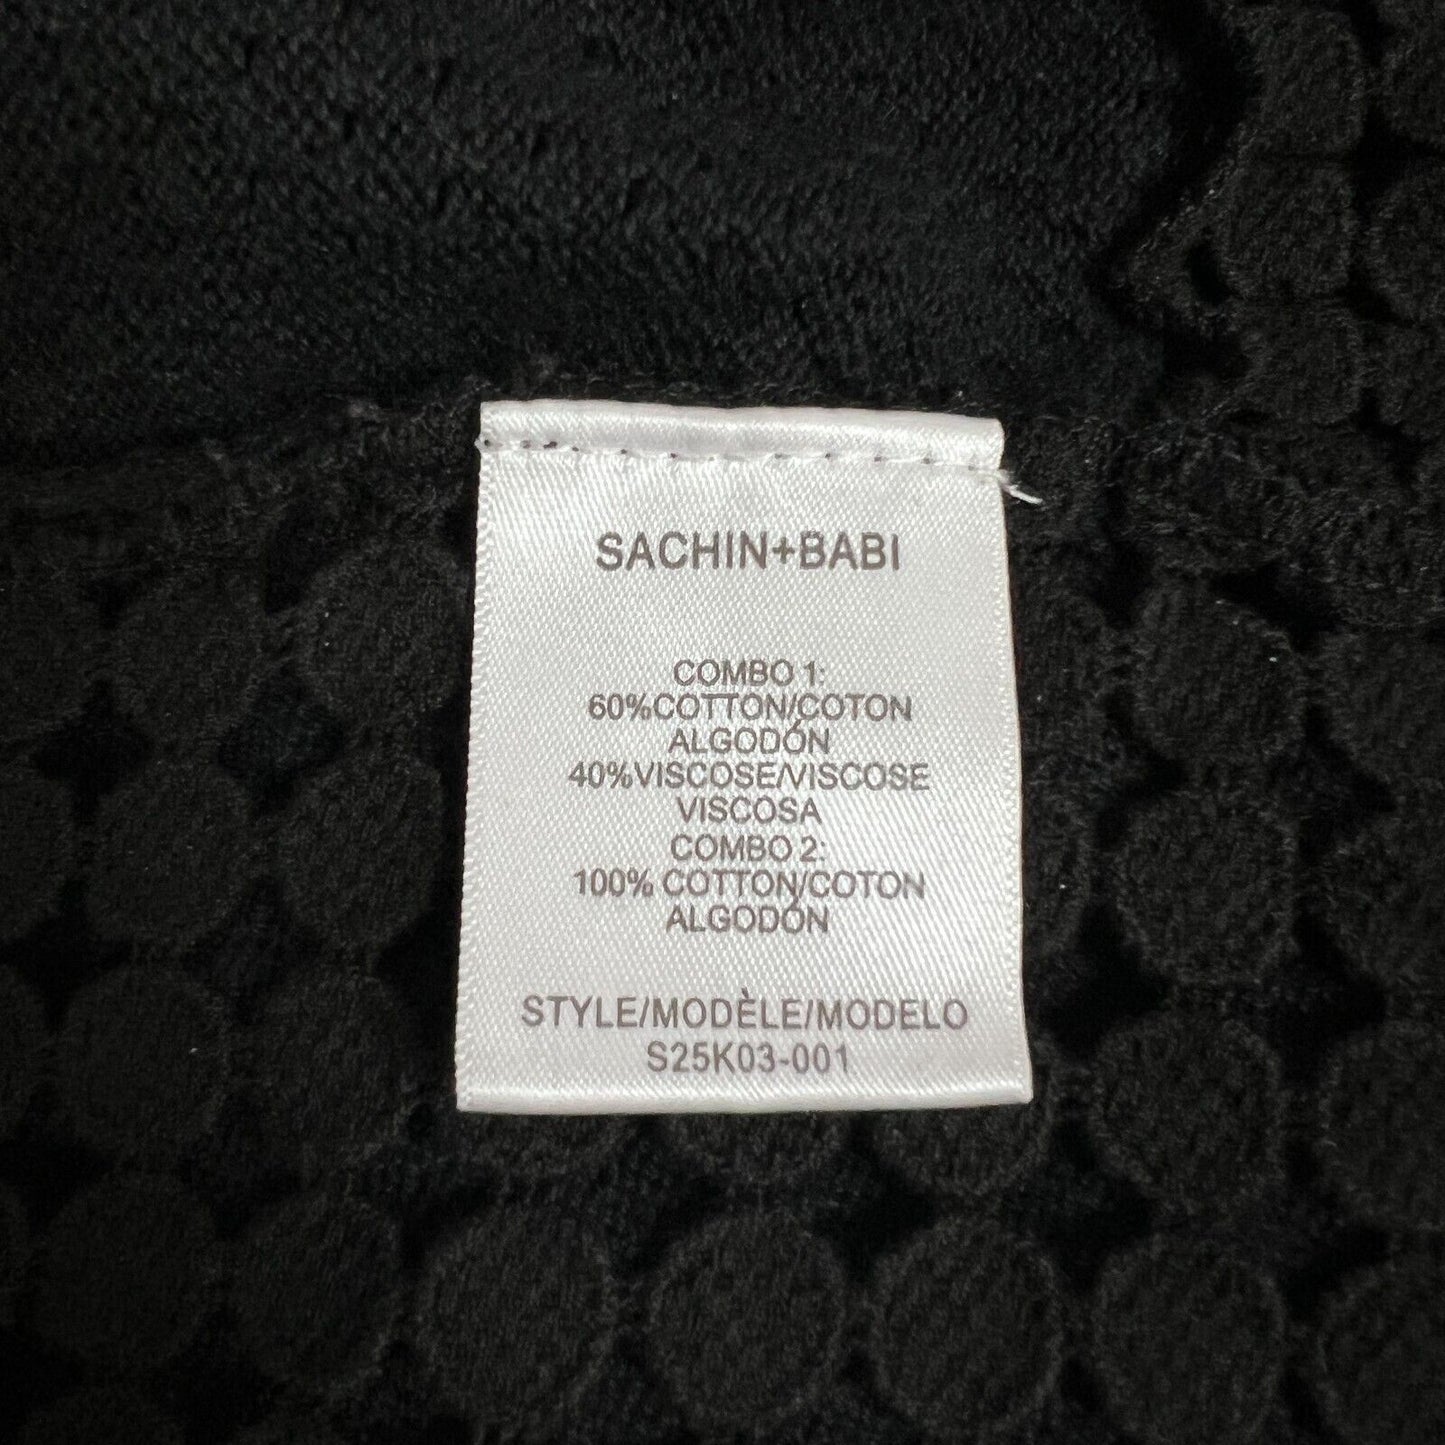 SACHIN+BABI
COMBO 1:
60%COTTON/COTON
ALGODÓN
40%VISCOSE/VISCOSE
VISCOSA
COMBO 2:
100% COTTON/COTON
ALGODÓN
STYLE/MODÈLE/MODELO
S25K03-001